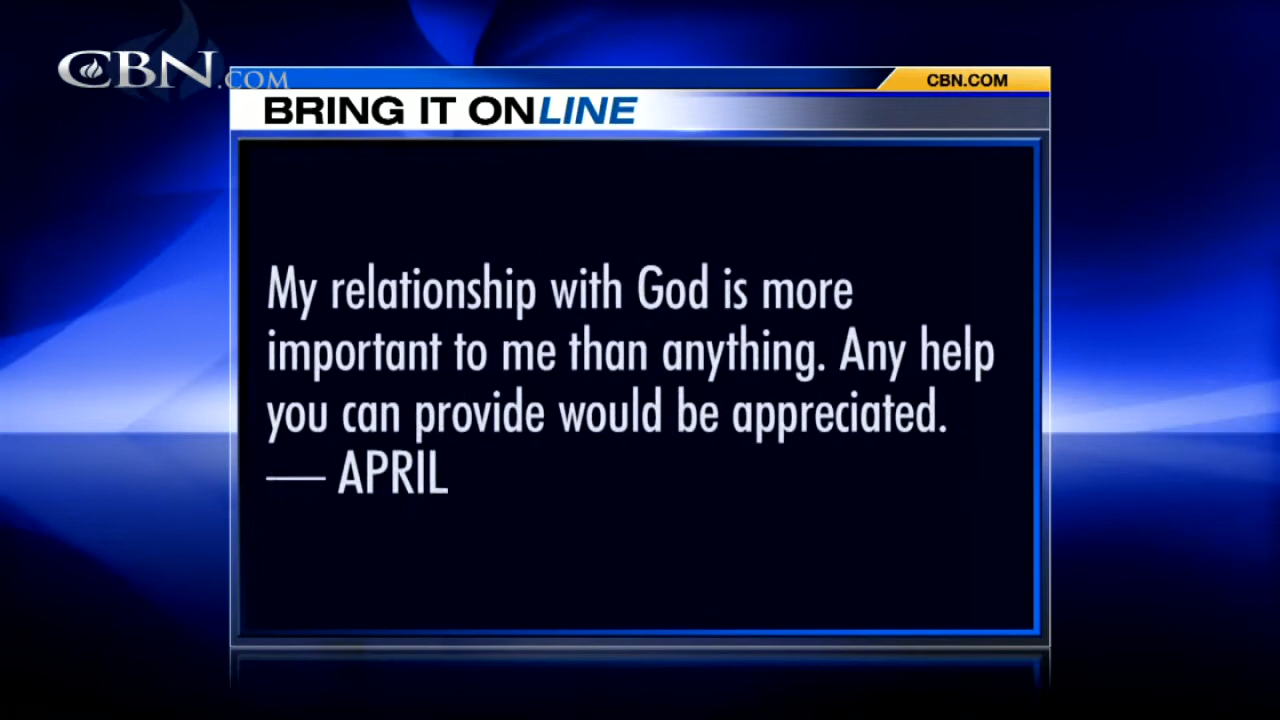 CBN.COM
CBN.COM
BRING IT ONLINE
My relationship with God is more
important to me than anything. Any help
you can provide would be appreciated.
— APRIL